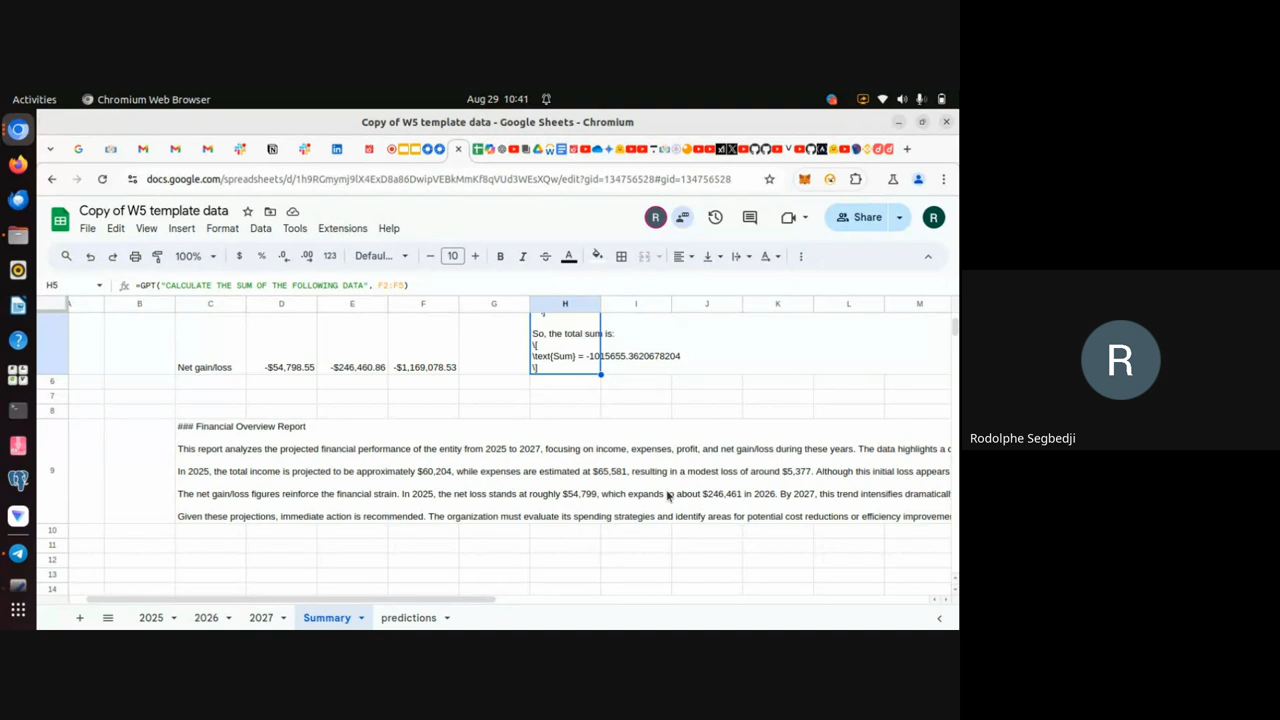 Activities Chromium Web Browser Aug 29 10:41
Copy of W5 template data - Google Sheets - Chromium
docs.google.com/spreadsheets/d/1h9RGmymj9lX4ExD8a86DwipVEBkMmKf8qVUd3WEsXQw/edit?gid=134756528#gid=134756528
Copy of W5 template data
File Edit View Insert Format Data Tools Extensions Help
Share
R
R
100% $ % .0 .00 123 Defaul... 10 B I A
H5 fx =GPT("CALCULATE THE SUM OF THE FOLLOWING DATA", F2:F5)
A B C D E F G H I J K L M
So, the total sum is:
\[
\text{Sum} = -1015655.3620678204
\]
Net gain/loss -$54,798.55 -$246,460.86 -$1,169,078.53
6
7
8
### Financial Overview Report
This report analyzes the projected financial performance of the entity from 2025 to 2027, focusing on income, expenses, profit, and net gain/loss during these years. The data highlights a
9
In 2025, the total income is projected to be approximately $60,204, while expenses are estimated at $65,581, resulting in a modest loss of around $5,377. Although this initial loss appears
The net gain/loss figures reinforce the financial strain. In 2025, the net loss stands at roughly $54,799, which expands to about $246,461 in 2026. By 2027, this trend intensifies dramatically
Given these projections, immediate action is recommended. The organization must evaluate its spending strategies and identify areas for potential cost reductions or efficiency
10
11
12
13
14
2025 2026 2027 Summary predictions
R
Rodolphe Segbedji